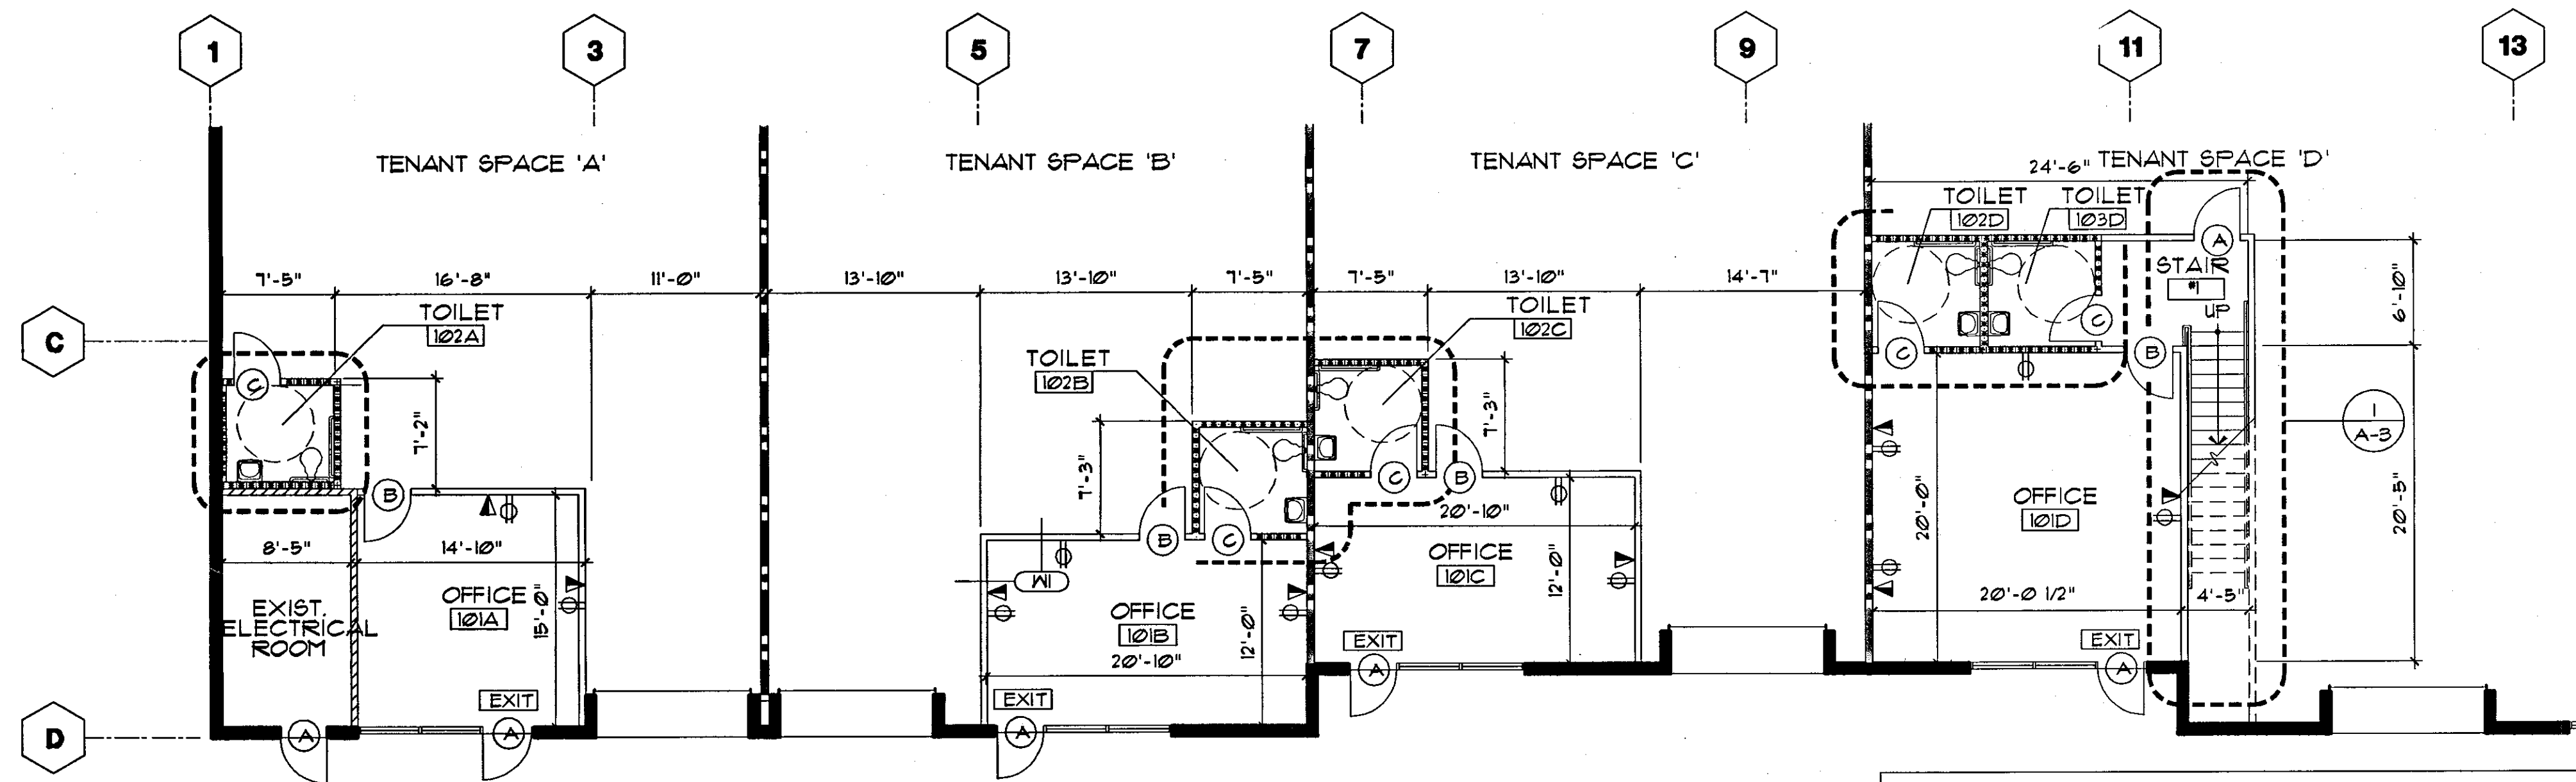 1 3 5 7 9 11 13
TENANT SPACE 'A' TENANT SPACE 'B' TENANT SPACE 'C' TENANT SPACE 'D'
24'-6"
TOILET TOILET
102D 103D
A
STAIR
#1
UP
6'-10"
7'-5" 16'-8" 11'-0" 13'-10" 13'-10" 7'-5" 7'-5" 13'-10" 14'-7"
TOILET
102A
TOILET
102C
C
C
C
B
TOILET
102B
C
7'-2"
7'-3"
7'-3"
B
C
B
1
A-3
20'-10"
8'-5" 14'-10"
B
C
OFFICE
101D
20'-0"
20'-5"
OFFICE
101C
12'-0"
W1
EXIST.
ELECTRICAL
ROOM
OFFICE
101A
15'-0"
OFFICE
101B
20'-10"
12'-0"
20'-0 1/2" 4'-5"
EXIT
A
EXIT
A
EXIT
A
EXIT
A
A
D